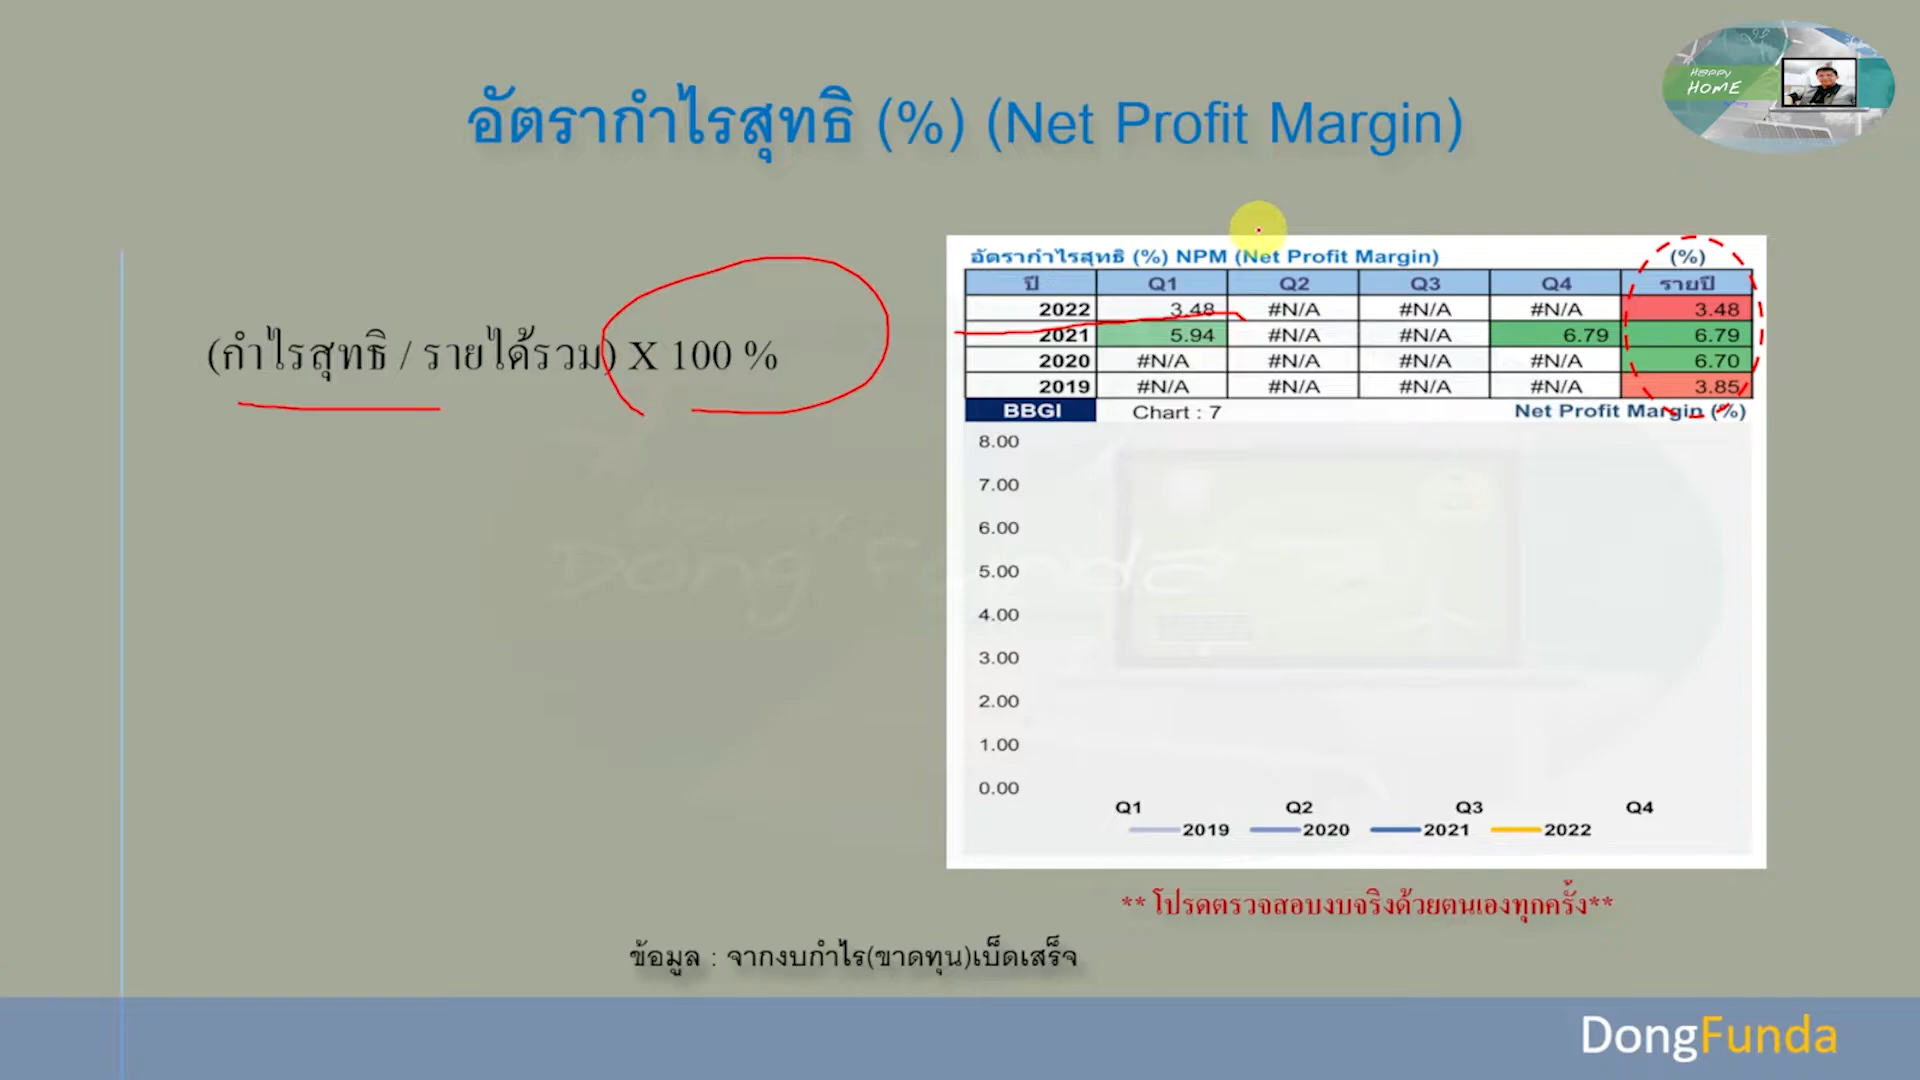 อัตรากำไรสุทธิ (%) (Net Profit Margin)
HAPPY
HOME
(กำไรสุทธิ / รายได้รวม) X 100 %
อัตรากำไรสุทธิ (%) NPM (Net Profit Margin) (%)
ปี Q1 Q2 Q3 Q4 รายปี
2022 3.48 #N/A #N/A #N/A 3.48
2021 5.94 #N/A #N/A 6.79 6.79
2020 #N/A #N/A #N/A #N/A 6.70
2019 #N/A #N/A #N/A #N/A 3.85
BBGI Chart : 7 Net Profit Margin (%)
8.00
7.00
6.00
5.00
4.00
3.00
2.00
1.00
0.00
Q1 Q2 Q3 Q4
2019 2020 2021 2022
Dong Funda
** โปรดตรวจสอบงบจริงด้วยตนเองทุกครั้ง**
ข้อมูล : จากงบกำไร(ขาดทุน)เบ็ดเสร็จ
DongFunda